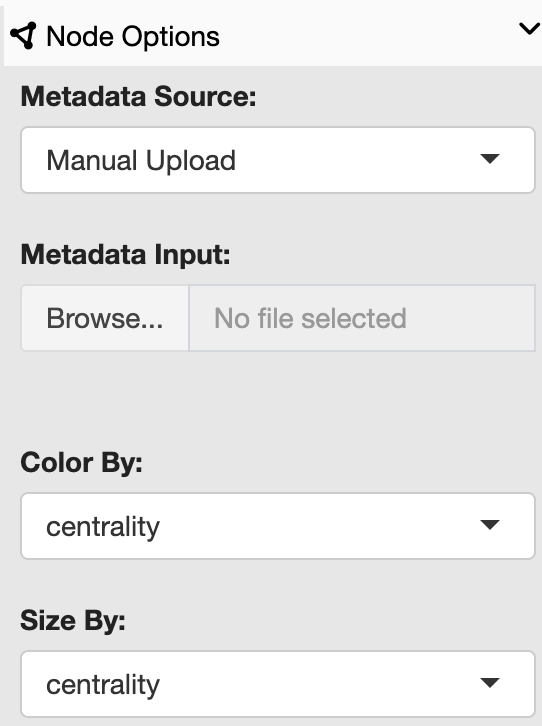 Node Options
Metadata Source:
Manual Upload
Metadata Input:
Browse... No file selected
Color By:
centrality
Size By:
centrality